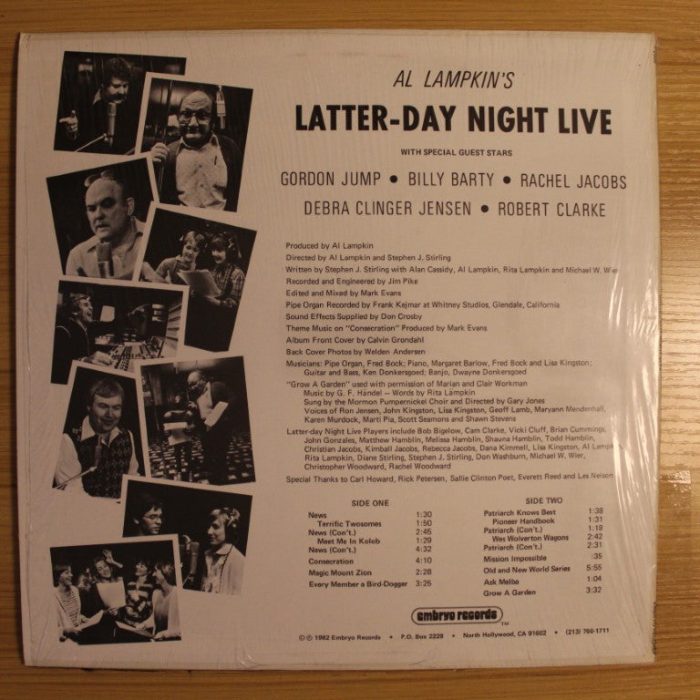 AL LAMPKIN'S
LATTER-DAY NIGHT LIVE
WITH SPECIAL GUEST STARS
GORDON JUMP • BILLY BARTY • RACHEL JACOBS
DEBRA CLINGER JENSEN • ROBERT CLARKE
Produced by Al Lampkin
Directed by Al Lampkin and Stephen J. Stirling
Written by Stephen J. Stirling with Alan Cassidy, Al Lampkin, Rita Lampkin and Michael W. Wier
Recorded and Engineered by Jim Pike
Edited and Mixed by Mark Evans
Pipe Organ Recorded by Frank Kejmar at Whitney Studios, Glendale, California
Sound Effects Supplied by Don Crosby
Theme Music on "Consecration" Produced by Mark Evans
Album Front Cover by Calvin Grondahl
Back Cover Photos by Welden Andersen
Musicians: Pipe Organ, Fred Bock; Piano, Margaret Barlow, Fred Bock and Lisa Kingston;
Guitar and Bass, Ken Donkersgoed; Banjo, Dwayne Donkersgoed
"Grow A Garden" used with permission of Marian and Clair Workman
Music by G. F. Handel -- Words by Rita Lampkin
Sung by the Mormon Pumpernickel Choir and Directed by Gary Jones
Voices of Ron Jensen, John Kingston, Lisa Kingston, Geoff Lamb, Maryann Mendenhall,
Karen Murdock, Marti Pia, Scott Seamons and Shawn Stevens
Latter-day Night Live Players include Bob Bigelow, Cam Clarke, Vicki Cluff, Brian Cummings,
John Gonzales, Matthew Hamblin, Melissa Hamblin, Shauna Hamblin, Todd Hamblin,
Christian Jacobs, Kimball Jacobs, Rebecca Jacobs, Dana Kimmell, Lisa Kingston, Al Lampkin
Rita Lampkin, Diane Stirling, Stephen J. Stirling, Don Washburn, Michael W. Wier,
Christopher Woodward, Rachel Woodward
Special Thanks to Carl Howard, Rick Petersen, Sallie Clinton Poet, Everett Reed and Les Nelson
SIDE ONE
News 1:30
Terrific Twosomes 1:50
News (Con't.) 2:45
Meet Me In Kolob 1:29
News (Con't.) 4:32
Consecration 4:10
Magic Mount Zion 2:28
Every Member a Bird-Dogger 3:25
SIDE TWO
Patriarch Knows Best 1:38
Pioneer Handbook 1:31
Patriarch (Con't.) 1:19
Was Wolverton Wagons 2:42
Patriarch (Con't.) 2:31
Mission Impossible :35
Old and New World Series 5:55
Ask Melba 1:04
Grow A Garden 3:32
embryo records TM
© ℗ 1982 Embryo Records • P.O. Box 2228 • North Hollywood, CA 91602 • (213) 760-1711